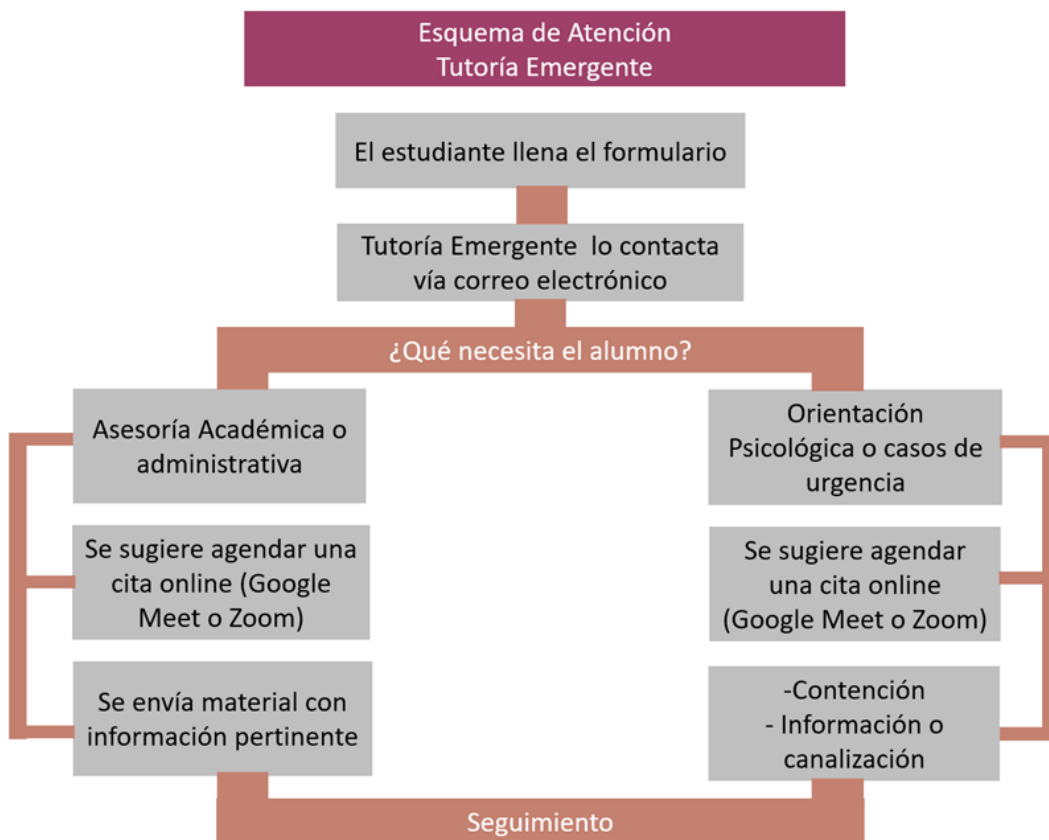 Esquema de Atención
Tutoría Emergente
El estudiante llena el formulario
Tutoría Emergente lo contacta
vía correo electrónico
¿Qué necesita el alumno?
Asesoría Académica o
administrativa
Se sugiere agendar una
cita online (Google
Meet o Zoom)
Se envía material con
información pertinente
Orientación
Psicológica o casos de
urgencia
Se sugiere agendar
una cita online
(Google Meet o Zoom)
-Contención
- Información o
canalización
Seguimiento